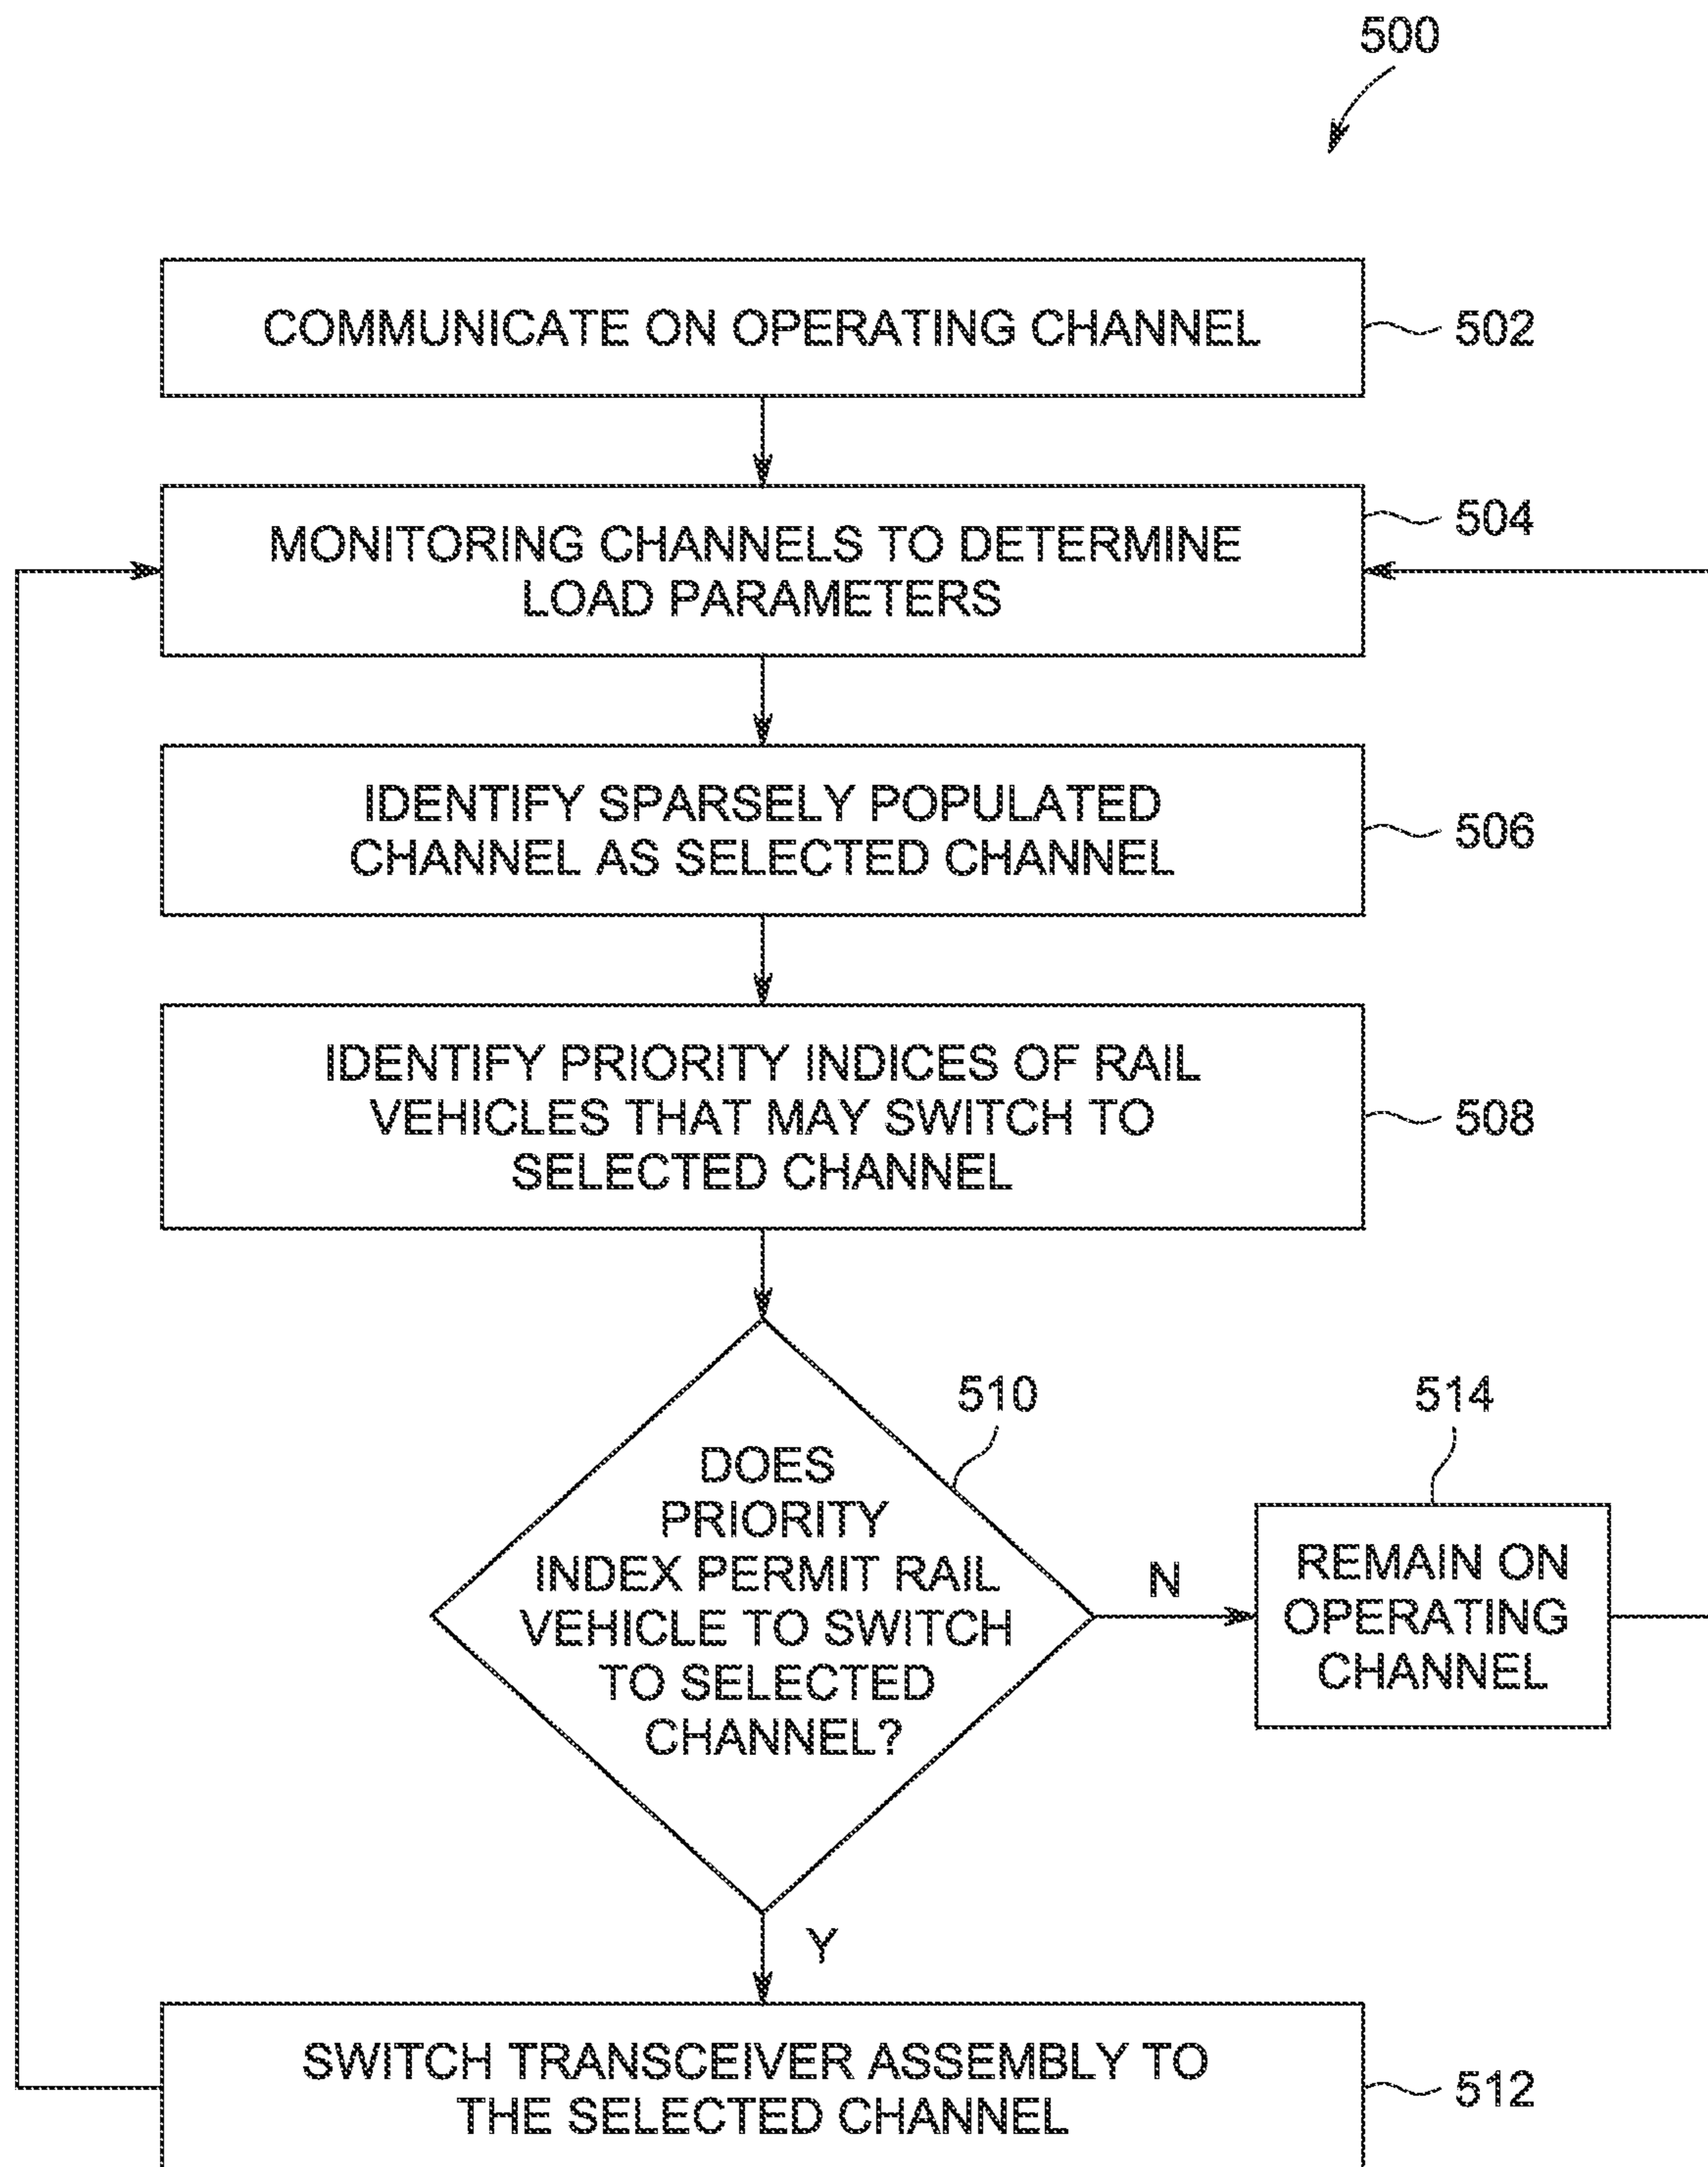 500
COMMUNICATE ON OPERATING CHANNEL
502
MONITORING CHANNELS TO DETERMINE
LOAD PARAMETERS
504
IDENTIFY SPARSELY POPULATED
CHANNEL AS SELECTED CHANNEL
506
IDENTIFY PRIORITY INDICES OF RAIL
VEHICLES THAT MAY SWITCH TO
SELECTED CHANNEL
508
DOES
PRIORITY
INDEX PERMIT RAIL
VEHICLE TO SWITCH
TO SELECTED
CHANNEL?
510
N
514
REMAIN ON
OPERATING
CHANNEL
Y
SWITCH TRANSCEIVER ASSEMBLY TO
THE SELECTED CHANNEL
512